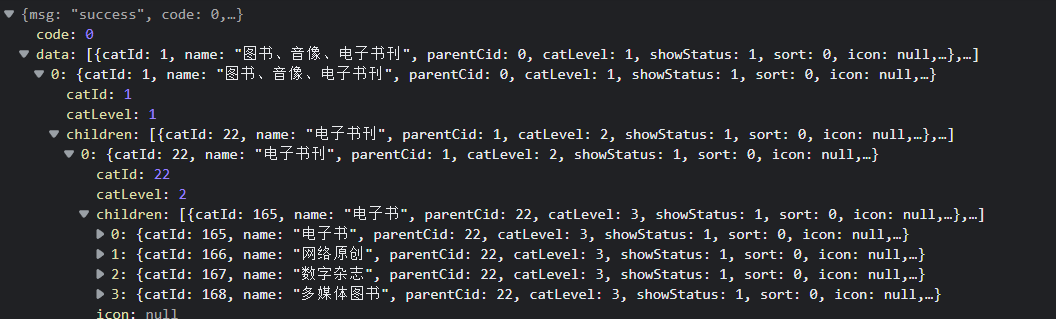 {msg: "success", code: 0,…}
code: 0
data: [{catId: 1, name: "图书、音像、电子书刊", parentCid: 0, catLevel: 1, showStatus: 1, sort: 0, icon: null,…},…]
0: {catId: 1, name: "图书、音像、电子书刊", parentCid: 0, catLevel: 1, showStatus: 1, sort: 0, icon: null,…}
catId: 1
catLevel: 1
children: [{catId: 22, name: "电子书刊", parentCid: 1, catLevel: 2, showStatus: 1, sort: 0, icon: null,…},…]
0: {catId: 22, name: "电子书刊", parentCid: 1, catLevel: 2, showStatus: 1, sort: 0, icon: null,…}
catId: 22
catLevel: 2
children: [{catId: 165, name: "电子书", parentCid: 22, catLevel: 3, showStatus: 1, sort: 0, icon: null,…},…]
0: {catId: 165, name: "电子书", parentCid: 22, catLevel: 3, showStatus: 1, sort: 0, icon: null,…}
1: {catId: 166, name: "网络原创", parentCid: 22, catLevel: 3, showStatus: 1, sort: 0, icon: null,…}
2: {catId: 167, name: "数字杂志", parentCid: 22, catLevel: 3, showStatus: 1, sort: 0, icon: null,…}
3: {catId: 168, name: "多媒体图书", parentCid: 22, catLevel: 3, showStatus: 1, sort: 0, icon: null,…}
icon: null